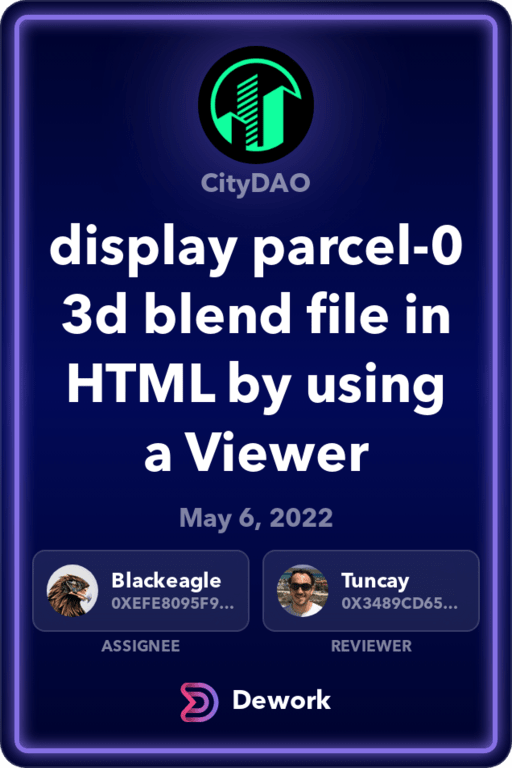 CityDAO
display parcel-0
3d blend file in
HTML by using
a Viewer
May 6, 2022
Blackeagle
0XEFE8095F9...
ASSIGNEE
Tuncay
0X3489CD65...
REVIEWER
Dework